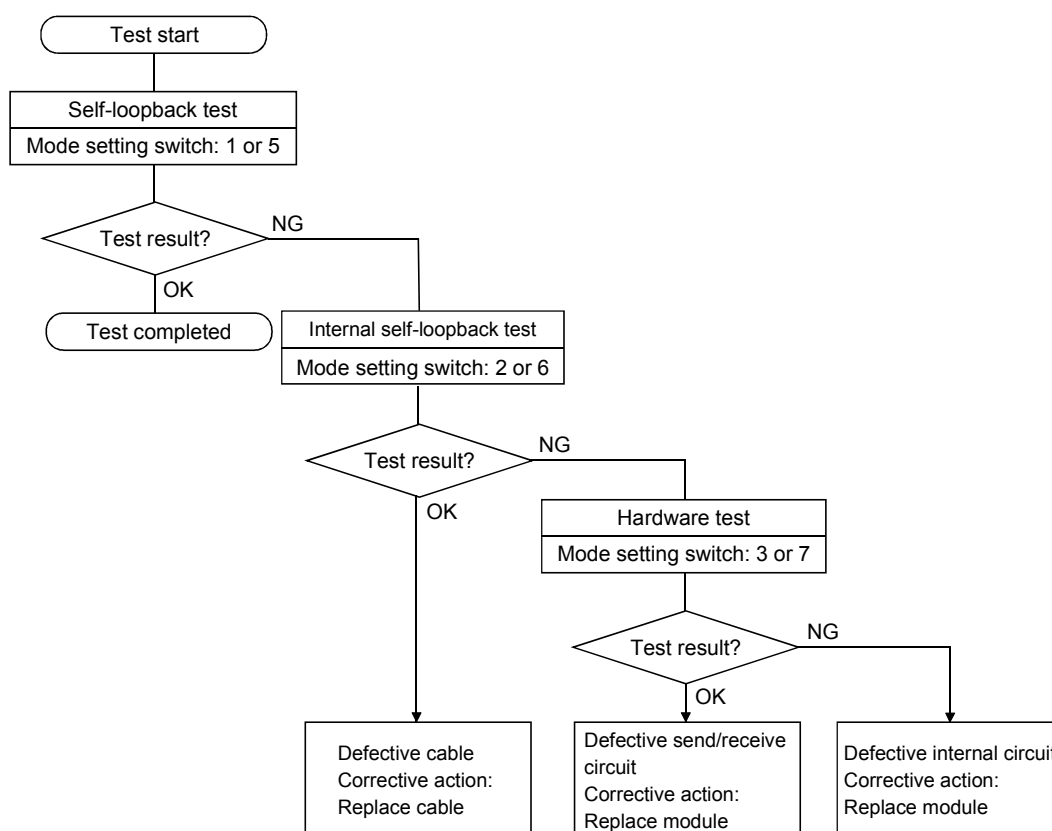 Test start
Self-loopback test
Mode setting switch: 1 or 5
Test result?
NG
OK
Test completed
Internal self-loopback test
Mode setting switch: 2 or 6
Test result?
NG
OK
Hardware test
Mode setting switch: 3 or 7
Test result?
NG
OK
Defective cable
Corrective action:
Replace cable
Defective send/receive
circuit
Corrective action:
Replace module
Defective internal circuit
Corrective action:
Replace module